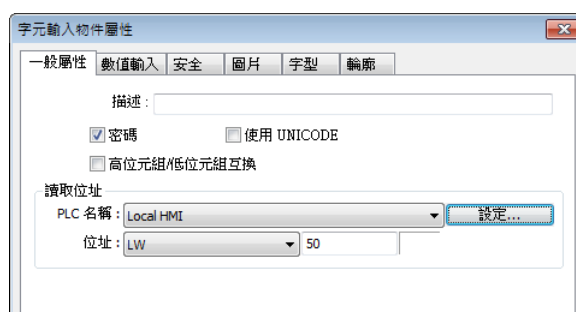 字元輸入物件屬性
一般屬性 數值輸入 安全 圖片 字型 輪廓
描述：
密碼 使用 UNICODE
高位元組/低位元組互換
讀取位址
PLC 名稱：Local HMI 設定...
位址：LW 50